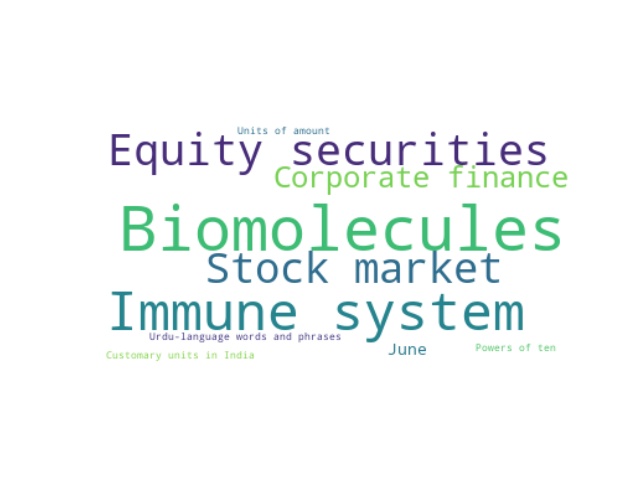 Units of amount
Equity securities
Corporate finance
Biomolecules
Stock market
Immune system
Urdu-language words and phrases
June
Powers of ten
Customary units in India